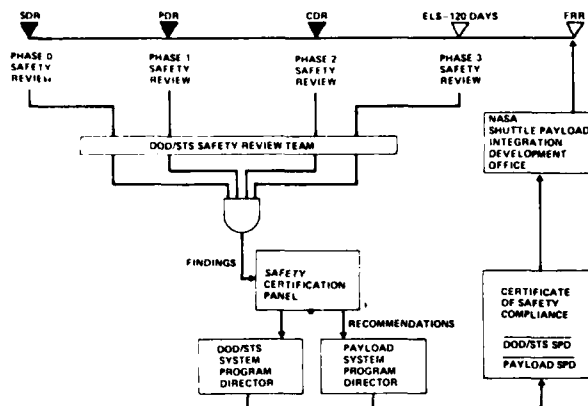 SDR PDR CDR ELS-120 DAYS FRR
PHASE 0
SAFETY
REVIEW
PHASE 1
SAFETY
REVIEW
PHASE 2
SAFETY
REVIEW
PHASE 3
SAFETY
REVIEW
NASA
SHUTTLE PAYLOAD
INTEGRATION
DEVELOPMENT
OFFICE
DOD/STS SAFETY REVIEW TEAM
FINDINGS
SAFETY
CERTIFICATION
PANEL
RECOMMENDATIONS
DOD/STS
SYSTEM
PROGRAM
DIRECTOR
PAYLOAD
SYSTEM
PROGRAM
DIRECTOR
CERTIFICATE
OF SAFETY
COMPLIANCE
DOD/STS SPD
PAYLOAD SPD